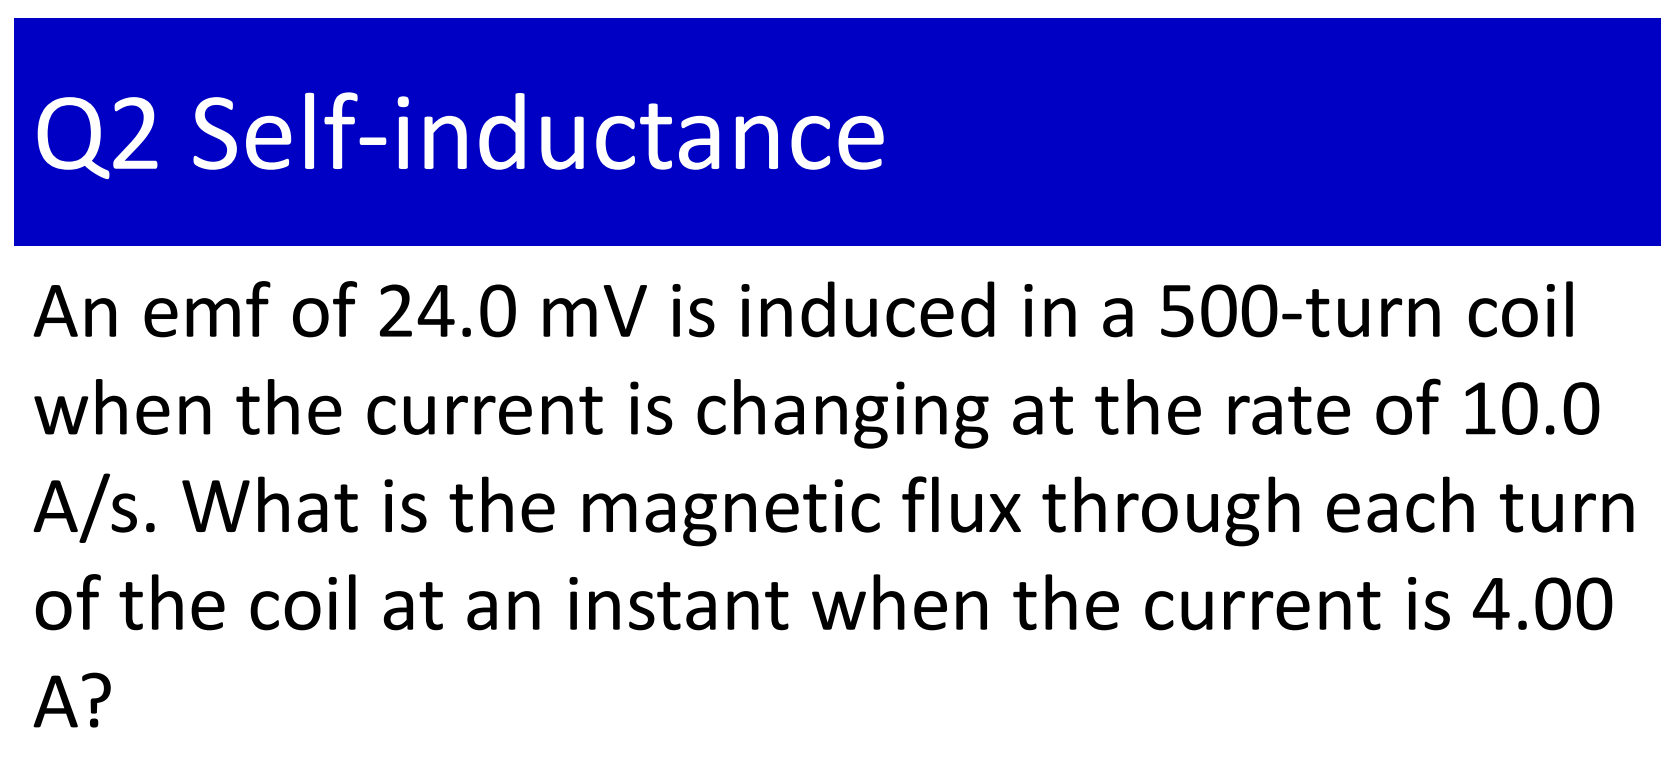 Q2 Self-inductance
An emf of 24.0 mV is induced in a 500-turn coil
when the current is changing at the rate of 10.0
A/s. What is the magnetic flux through each turn
of the coil at an instant when the current is 4.00
A?